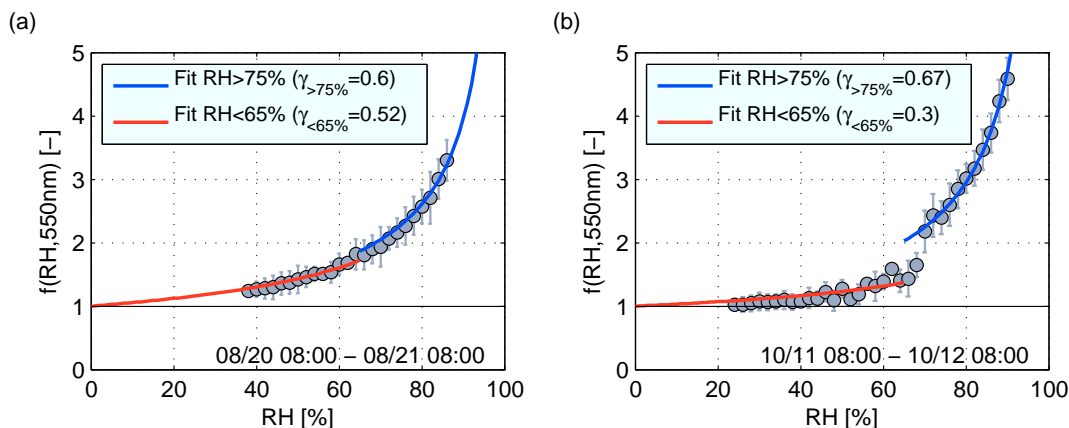 (a)
f(RH,550nm) [–]
5
4
3
2
1
0
0 20 40 60 80 100
RH [%]
Fit RH>75% (γ>75%=0.6)
Fit RH<65% (γ<65%=0.52)
08/20 08:00 – 08/21 08:00
(b)
f(RH,550nm) [–]
5
4
3
2
1
0
0 20 40 60 80 100
RH [%]
Fit RH>75% (γ>75%=0.67)
Fit RH<65% (γ<65%=0.3)
10/11 08:00 – 10/12 08:00